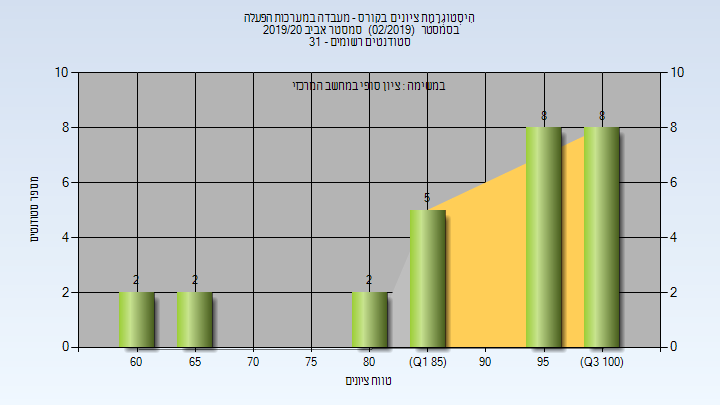 היסטוגרמת ציונים בקורס - מעבדה במערכות הפעלה
בסמסטר (02/2019) סמסטר אביב 2019/20
סטודנטים רשומים - 31
במשימה : ציון סופי במחשב המרכזי
10 10
8 8 8 8
6 6
5
4 4
2 2 2 2 2
0 0
60 65 70 75 80 (Q1 85) 90 95 (Q3 100)
מספר סטודנטים
טווח ציונים